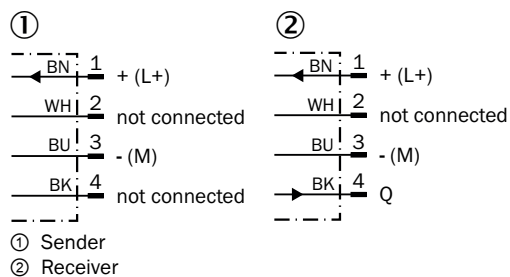 ① ②
BN 1 + (L+) BN 1 + (L+)
WH 2 not connected WH 2 not connected
BU 3 - (M) BU 3 - (M)
BK 4 not connected BK 4 Q
① Sender
② Receiver